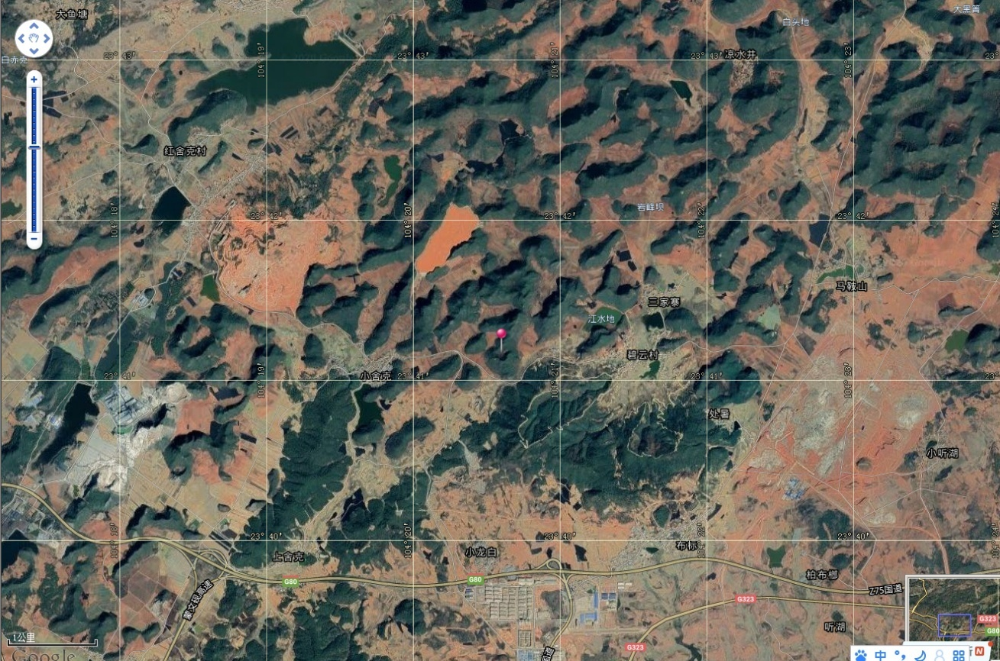 大鱼塘
白头地
大黑箐
白赤克
23° 43'
23° 43'
23° 43'
凉水井
23°
104° 19'
104° 21'
104° 23'
红舍克村
岩峰坝
104° 18'
23° 42'
104° 20'
23° 42'
104° 22'
23° 42'
104° 24'
马鞍山
三家寨
江水地
碧云村
小舍克
23° 41'
23° 41'
23° 41'
23°
104° 19'
104° 21'
104° 23'
处暑
小听湖
104° 18'
23° 40'
104° 20'
23° 40'
104° 22'
23° 40'
104° 24'
上舍克
小龙白
布标
柏布榔
G80
G80
Z75国道
蒙文砚高速
G323
G323
G80
听湖
G323
国道
1公里
Google
中